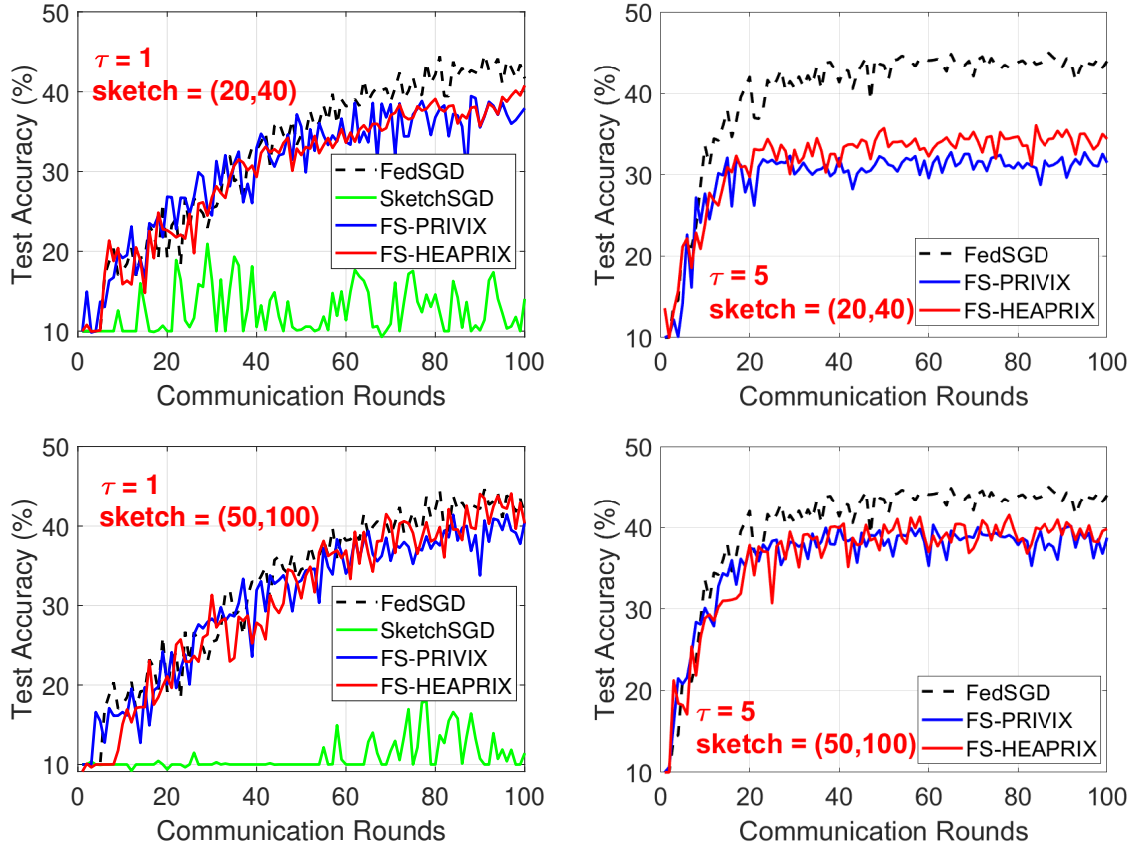 50
40
30
20
10
Test Accuracy (%)
τ = 1
sketch = (20,40)
FedSGD
SketchSGD
FS-PRIVIX
FS-HEAPRIX
0 20 40 60 80 100
Communication Rounds
50
40
30
20
10
Test Accuracy (%)
τ = 5
sketch = (20,40)
FedSGD
FS-PRIVIX
FS-HEAPRIX
0 20 40 60 80 100
Communication Rounds
50
40
30
20
10
Test Accuracy (%)
τ = 1
sketch = (50,100)
FedSGD
SketchSGD
FS-PRIVIX
FS-HEAPRIX
0 20 40 60 80 100
Communication Rounds
50
40
30
20
10
Test Accuracy (%)
τ = 5
sketch = (50,100)
FedSGD
FS-PRIVIX
FS-HEAPRIX
0 20 40 60 80 100
Communication Rounds